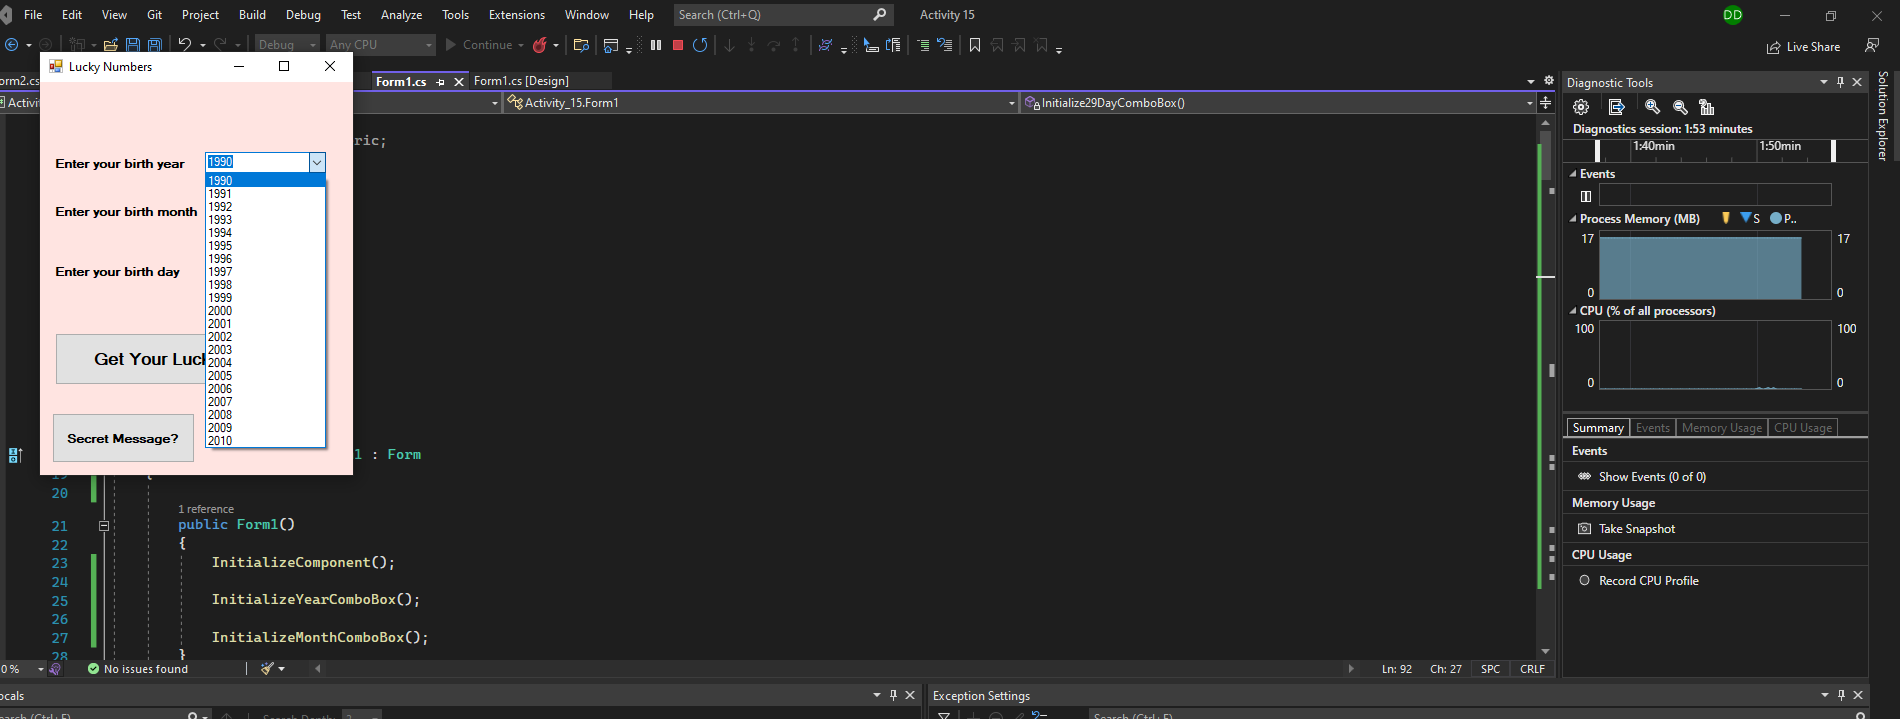 File Edit View Git Project Build Debug Test Analyze Tools Extensions Window Help Search (Ctrl+Q) Activity 15 DD
Debug Any CPU Continue Live Share
Lucky Numbers
orm2.cs Form1.cs Form1.cs [Design]
Activi Activity_15.Form1 Initialize29DayComboBox()
ric;
Enter your birth year 1990
1990
1991
1992
1993
1994
1995
1996
1997
1998
1999
2000
2001
2002
2003
2004
2005
2006
2007
2008
2009
2010
Enter your birth month
Enter your birth day
Get Your Luck
Secret Message?
1 : Form
19 {
20
1 reference
21 public Form1()
22 {
23 InitializeComponent();
24
25 InitializeYearComboBox();
26
27 InitializeMonthComboBox();
28 }
0 % No issues found Ln: 92 Ch: 27 SPC CRLF
Diagnostic Tools
Diagnostics session: 1:53 minutes
1:40min 1:50min
Events
Process Memory (MB) S P..
17 17
0 0
CPU (% of all processors)
100 100
0 0
Summary Events Memory Usage CPU Usage
Events
Show Events (0 of 0)
Memory Usage
Take Snapshot
CPU Usage
Record CPU Profile
Solution Explorer
ocals Exception Settings
earch (Ctrl+E) Search Depth: 3 Search (Ctrl+E)